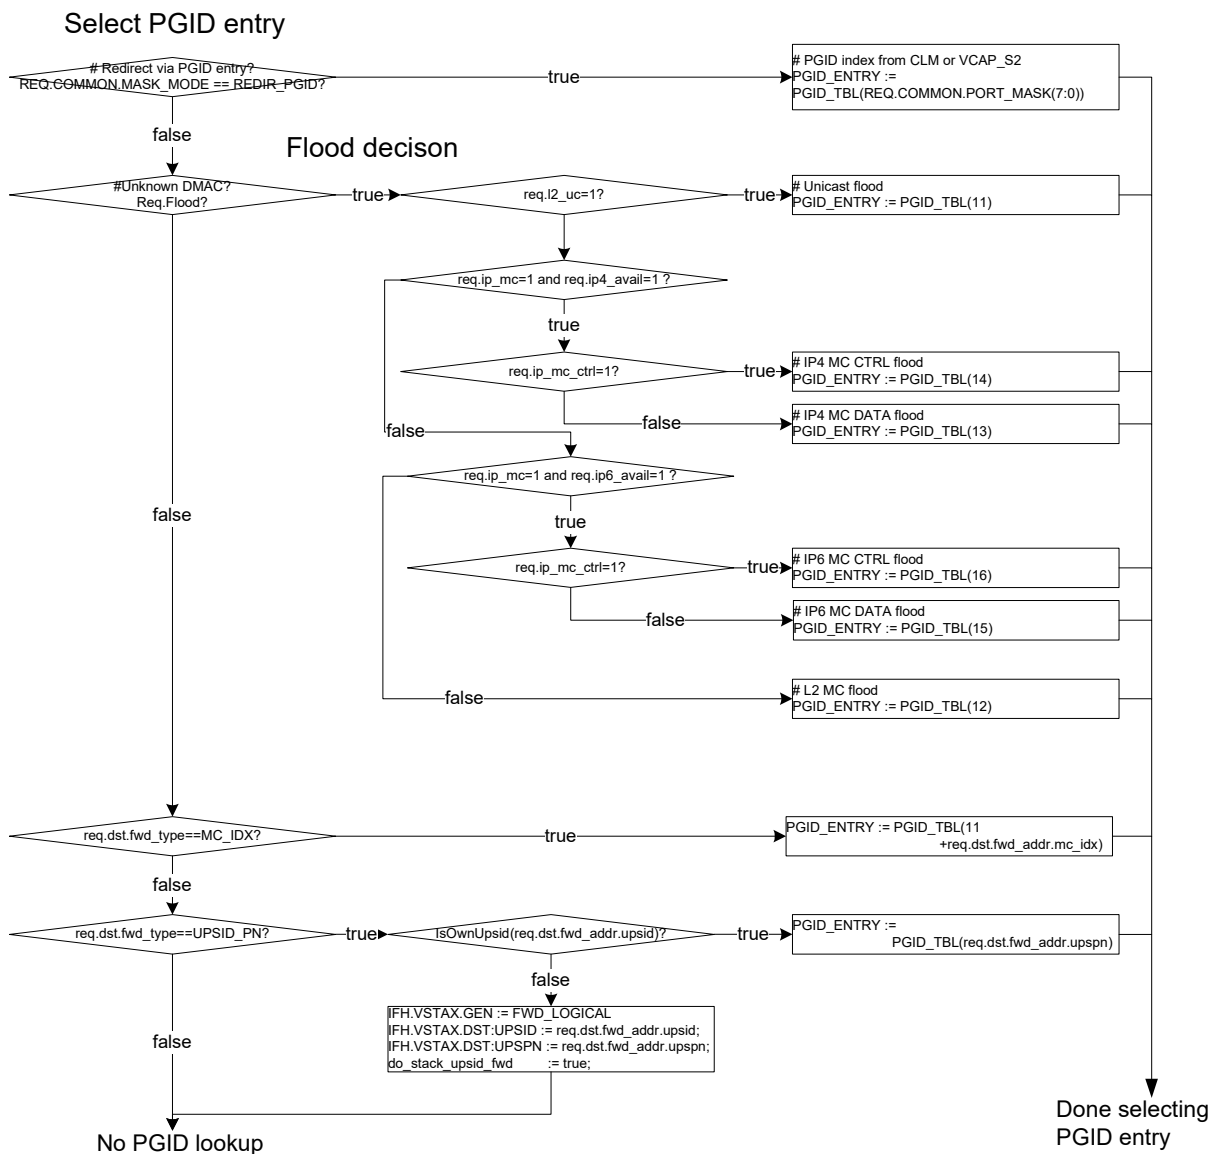 Select PGID entry
# Redirect via PGID entry?
REQ.COMMON.MASK_MODE == REDIR_PGID?
true
# PGID index from CLM or VCAP_S2
PGID_ENTRY :=
PGID_TBL(REQ.COMMON.PORT_MASK(7:0))
false
Flood decison
#Unknown DMAC?
Req.Flood?
true
req.l2_uc=1?
true
# Unicast flood
PGID_ENTRY := PGID_TBL(11)
req.ip_mc=1 and req.ip4_avail=1 ?
true
req.ip_mc_ctrl=1?
true
# IP4 MC CTRL flood
PGID_ENTRY := PGID_TBL(14)
false
# IP4 MC DATA flood
PGID_ENTRY := PGID_TBL(13)
false
req.ip_mc=1 and req.ip6_avail=1 ?
false
true
req.ip_mc_ctrl=1?
true
# IP6 MC CTRL flood
PGID_ENTRY := PGID_TBL(16)
false
# IP6 MC DATA flood
PGID_ENTRY := PGID_TBL(15)
false
# L2 MC flood
PGID_ENTRY := PGID_TBL(12)
req.dst.fwd_type==MC_IDX?
true
PGID_ENTRY := PGID_TBL(11
+req.dst.fwd_addr.mc_idx)
false
req.dst.fwd_type==UPSID_PN?
true
IsOwnUpsid(req.dst.fwd_addr.upsid)?
true
PGID_ENTRY :=
PGID_TBL(req.dst.fwd_addr.upspn)
false
IFH.VSTAX.GEN := FWD_LOGICAL
IFH.VSTAX.DST:UPSID := req.dst.fwd_addr.upsid;
IFH.VSTAX.DST:UPSPN := req.dst.fwd_addr.upspn;
do_stack_upsid_fwd := true;
false
No PGID lookup
Done selecting
PGID entry